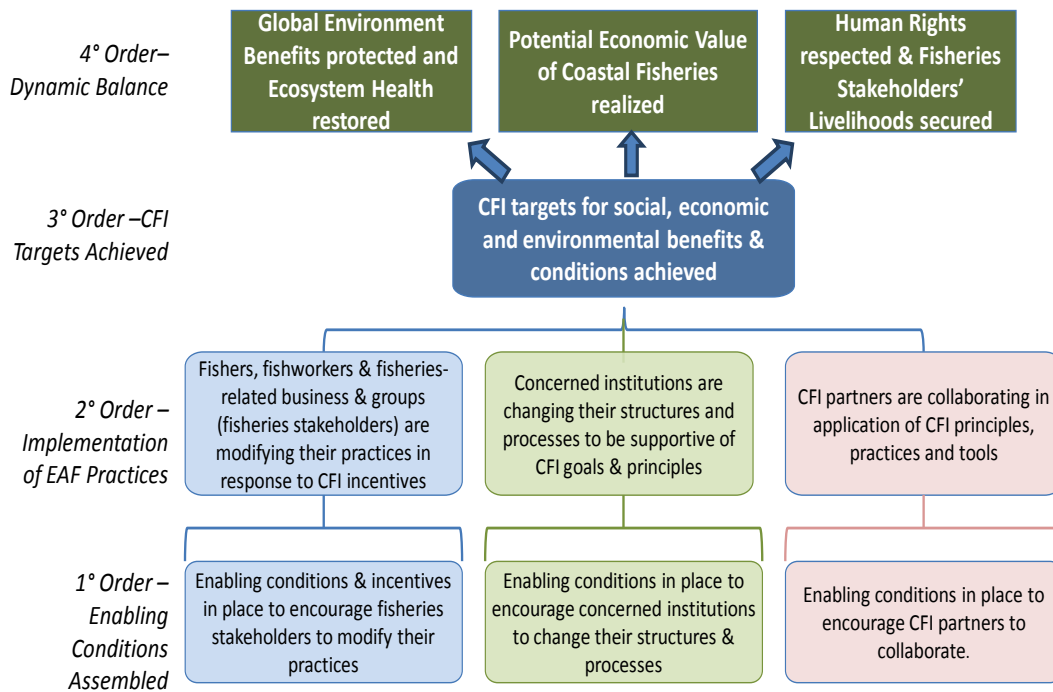 4° Order–
Dynamic Balance
Global Environment
Benefits protected and
Ecosystem Health
restored
Potential Economic Value
of Coastal Fisheries
realized
Human Rights
respected & Fisheries
Stakeholders’
Livelihoods secured
3° Order –CFI
Targets Achieved
CFI targets for social, economic
and environmental benefits &
conditions achieved
2° Order –
Implementation
of EAF Practices
Fishers, fishworkers & fisheries-
related business & groups
(fisheries stakeholders) are
modifying their practices in
response to CFI incentives
Concerned institutions are
changing their structures and
processes to be supportive of
CFI goals & principles
CFI partners are collaborating in
application of CFI principles,
practices and tools
1° Order –
Enabling
Conditions
Assembled
Enabling conditions & incentives
in place to encourage fisheries
stakeholders to modify their
practices
Enabling conditions in place to
encourage concerned institutions
to change their structures &
processes
Enabling conditions in place to
encourage CFI partners to
collaborate.